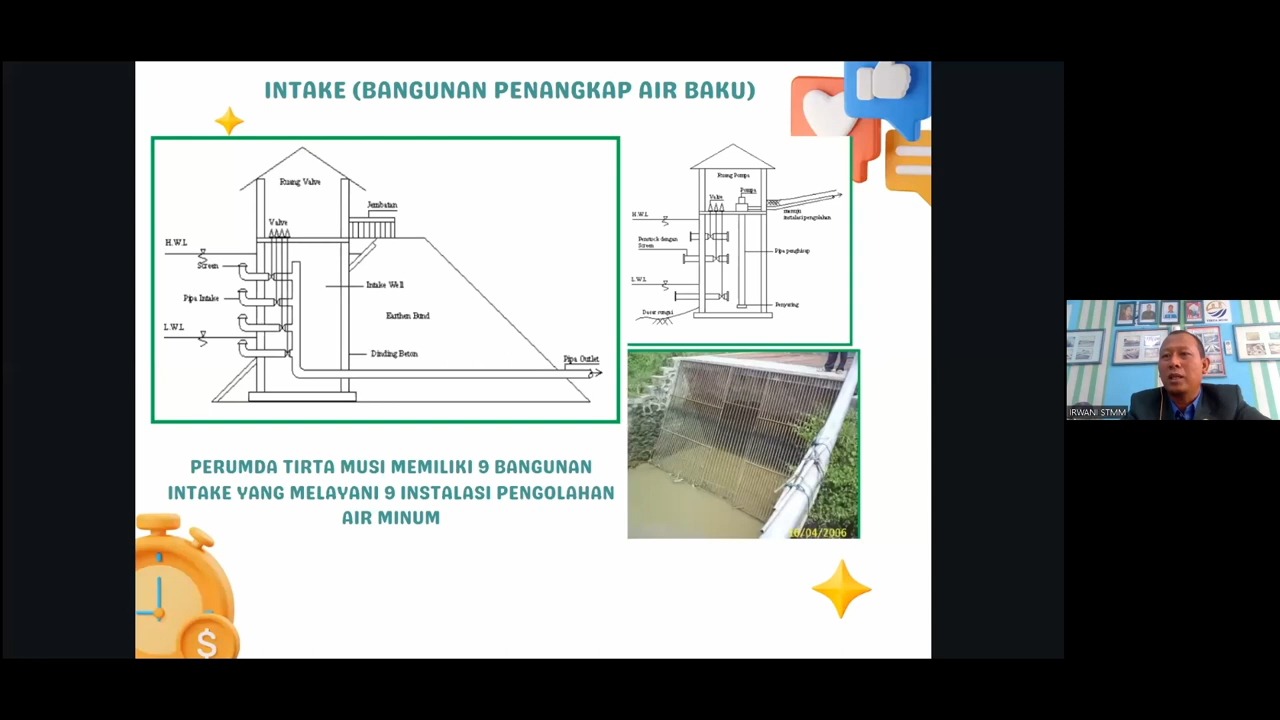 INTAKE (BANGUNAN PENANGKAP AIR BAKU)
Ruang Valve
Jembatan
Valve
H.W.L
Screen
Pipa Intake
Intake Well
Earthen Bund
L.W.L
Dinding Beton
Pipa Outlet
Ruang Pompa
Pompa
Valve
H.W.L
menuju
instalasi pengolahan
Penstock dengan
Screen
Pipa penghisap
L.W.L
Penyaring
Dasar sungai
10/04/2006
PERUMDA TIRTA MUSI MEMILIKI 9 BANGUNAN
INTAKE YANG MELAYANI 9 INSTALASI PENGOLAHAN
AIR MINUM
$
IRWANI STMM